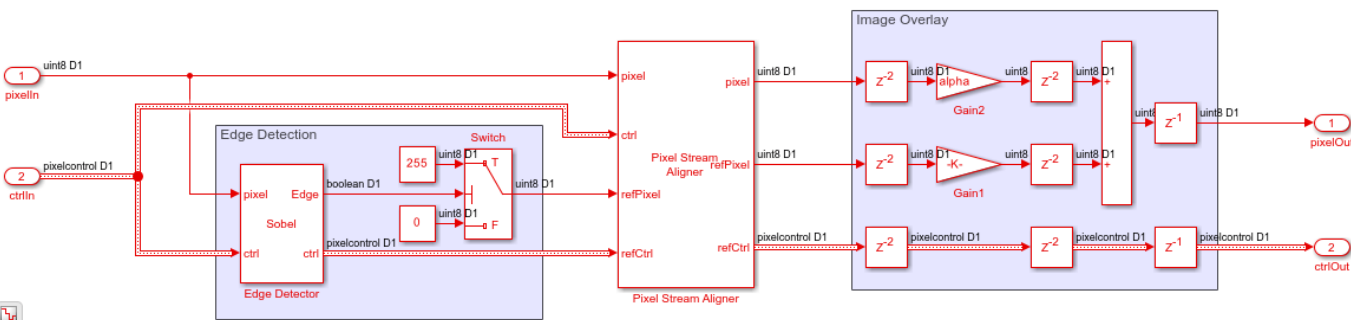 Image Overlay
uint8 D1
1
pixelIn
pixel
pixel
uint8 D1
z-2
uint8 D1
alpha
Gain2
uint8
z-2
uint8 D1
+
pixelcontrol D1
2
ctrlIn
Edge Detection
Switch
255
uint8 D1
T
ctrl
Pixel Stream
Aligner
uint8
z-1
uint8 D1
1
pixelOut
pixel
Edge
boolean D1
Sobel
uint8 D1
0
uint8 D1
F
refPixel
refPixel
uint8 D1
z-2
uint8 D1
-K-
Gain1
uint8
z-2
uint8 D1
+
ctrl
ctrl
pixelcontrol D1
refCtrl
refCtrl
pixelcontrol D1
z-2
pixelcontrol D1
z-2
pixelcontrol D1
z-1
pixelcontrol D1
2
ctrlOut
Edge Detector
Pixel Stream Aligner